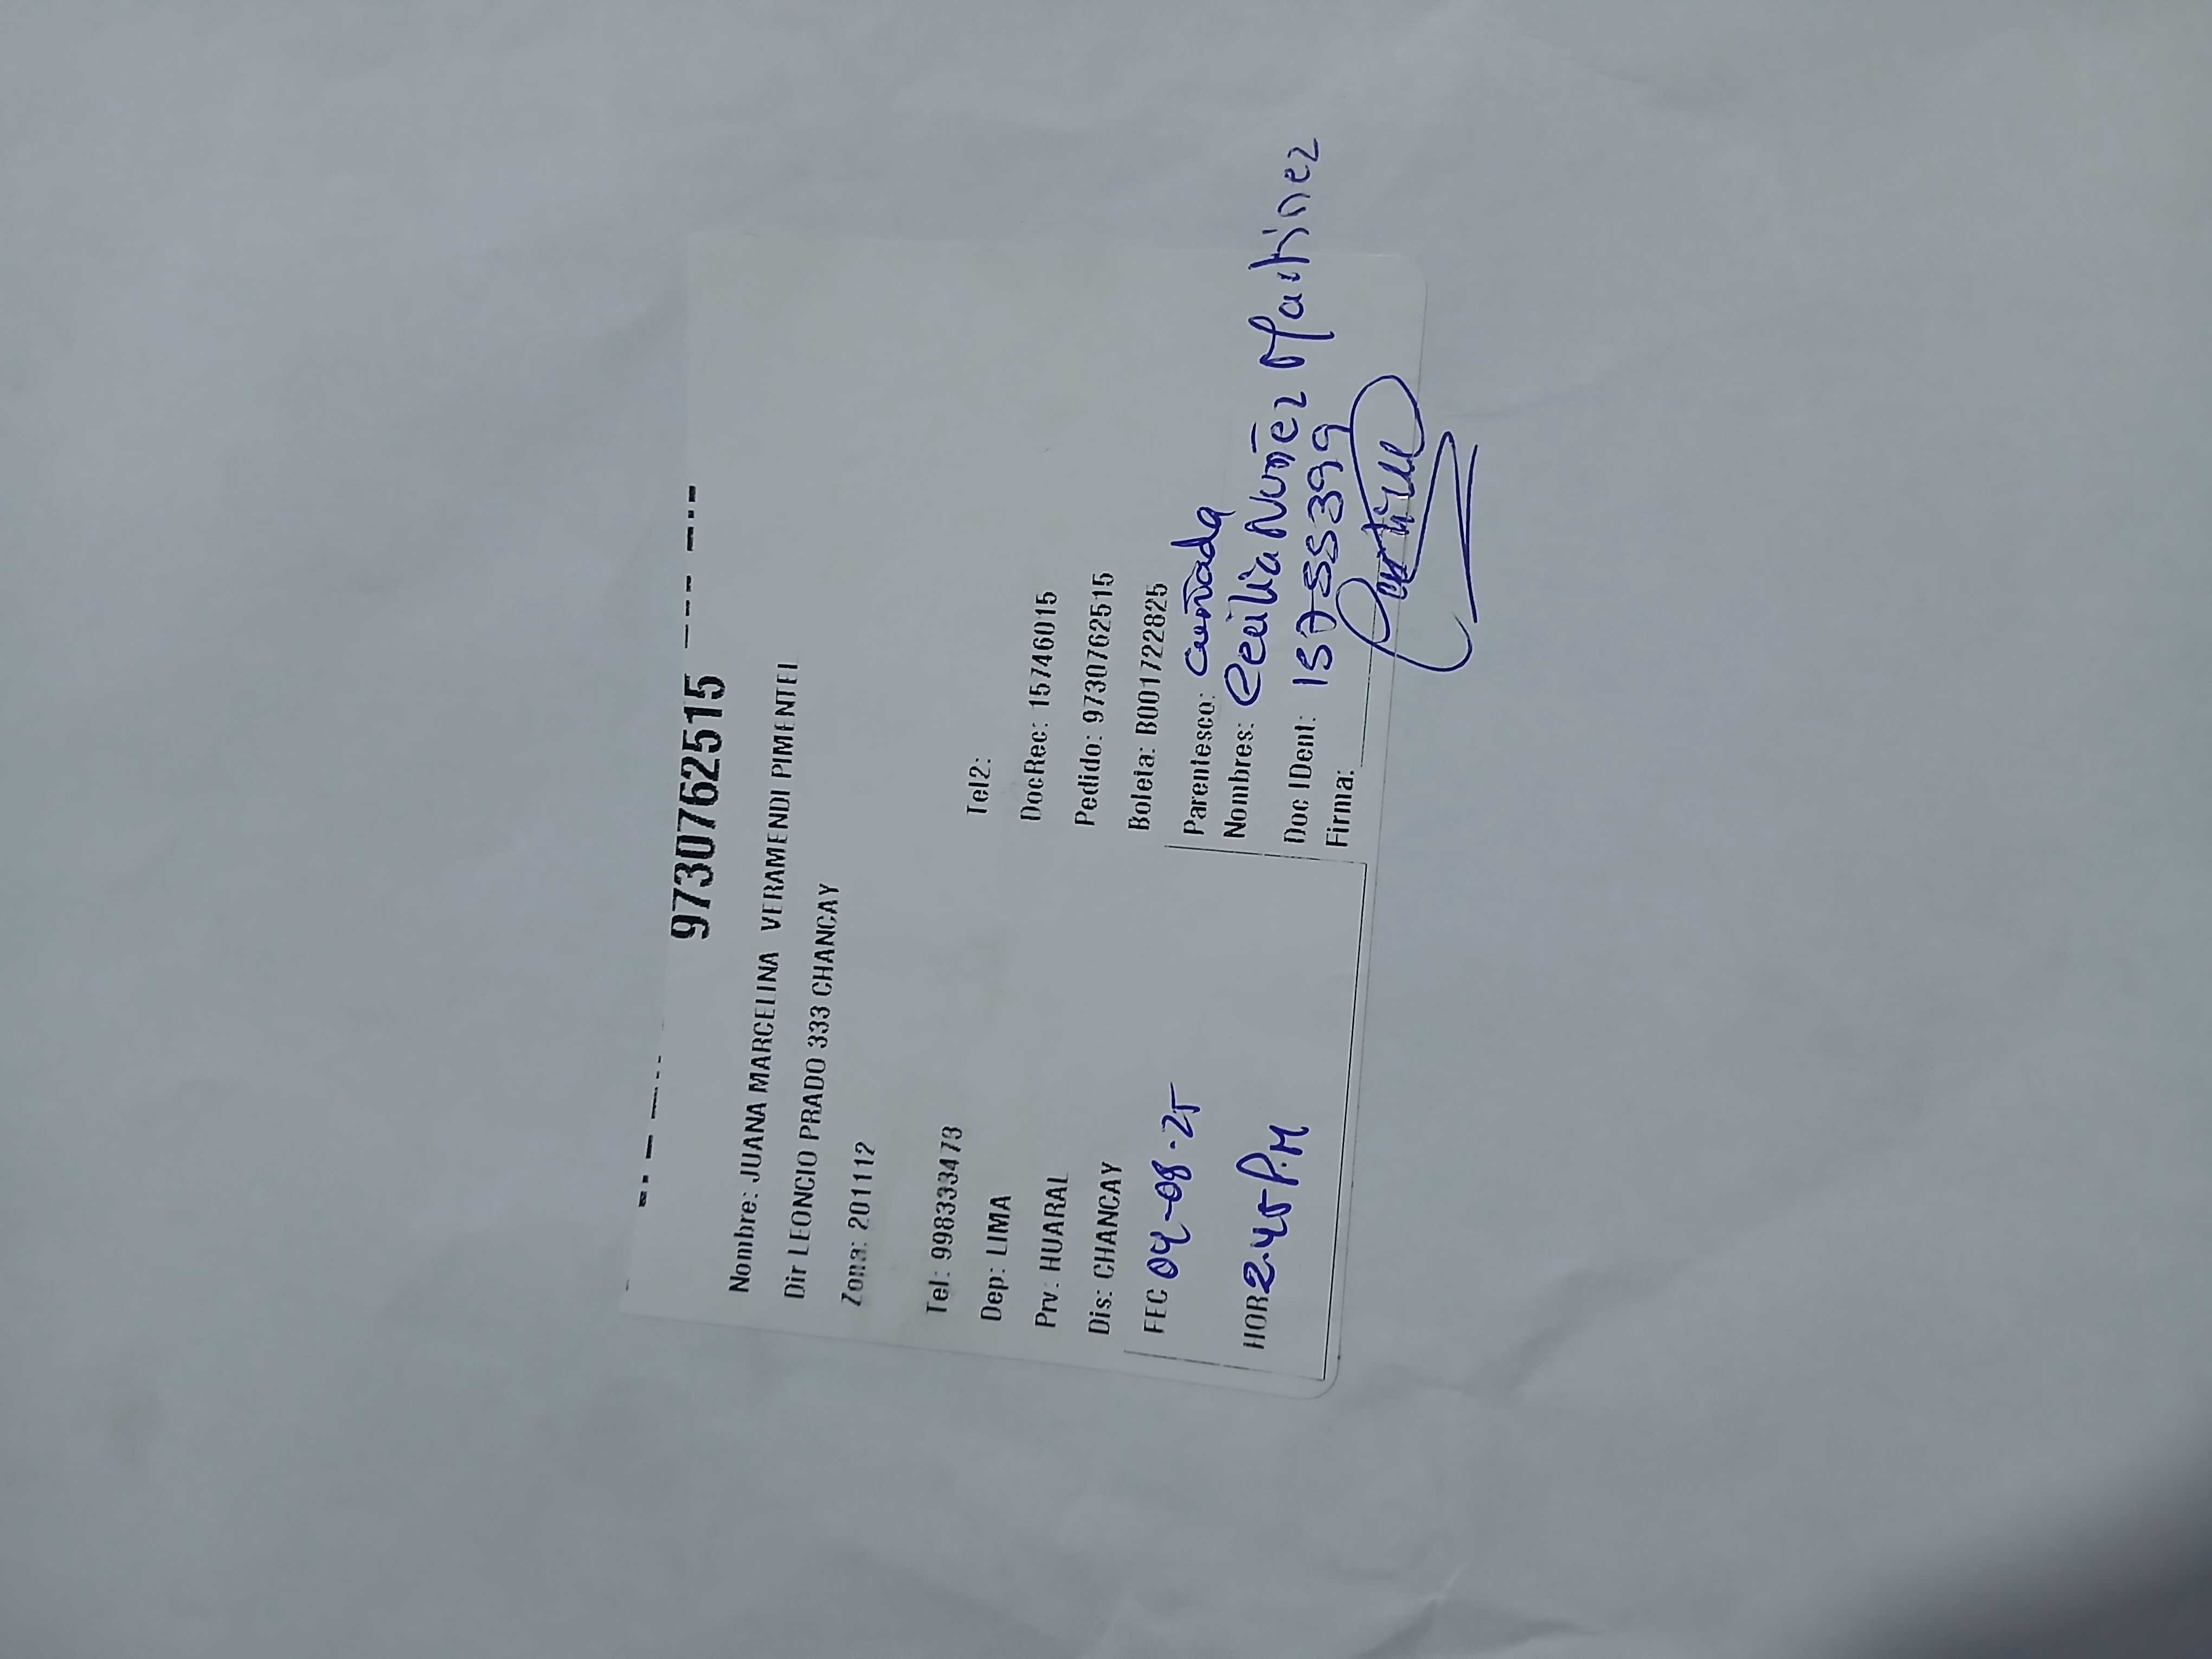 9730762515
Nombre: JUANA MARCELINA VERAMENDI PIMENTEL
Dir LEONCIO PRADO 333 CHANCAY
Zona: 201112
Tel: 998333473 Tel2:
Dep: LIMA DocRec: 15746015
Prv: HUARAL Pedido: 9730762515
Dis: CHANCAY Boleta: B001722825
FEC 04-08-25 Parentesco: cuñada
Nombres: Cecilia Nuñez Martinez
HOR 2.45 P.M Doc IDent: 15755399
Firma: